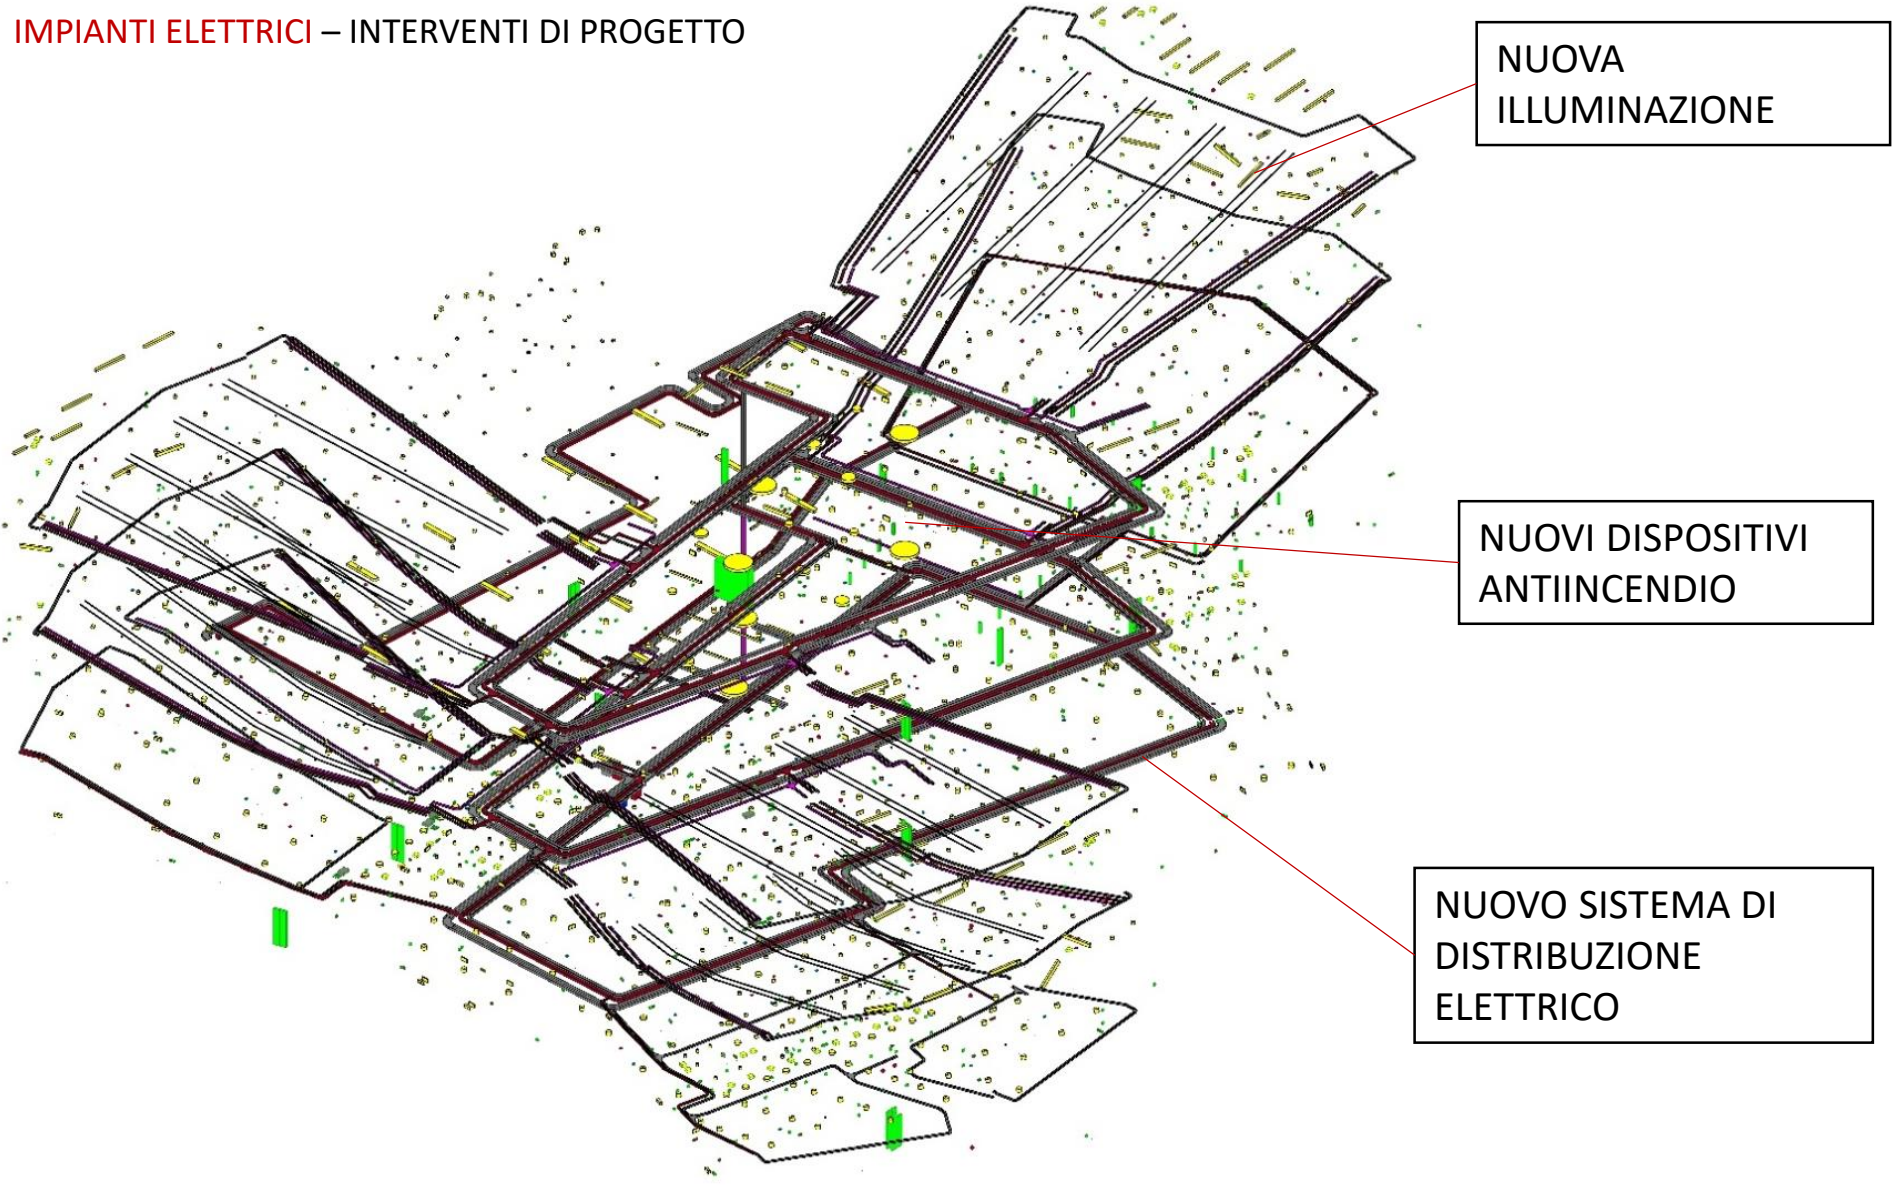 IMPIANTI ELETTRICI – INTERVENTI DI PROGETTO
NUOVA
ILLUMINAZIONE
NUOVI DISPOSITIVI
ANTIINCENDIO
NUOVO SISTEMA DI
DISTRIBUZIONE
ELETTRICO